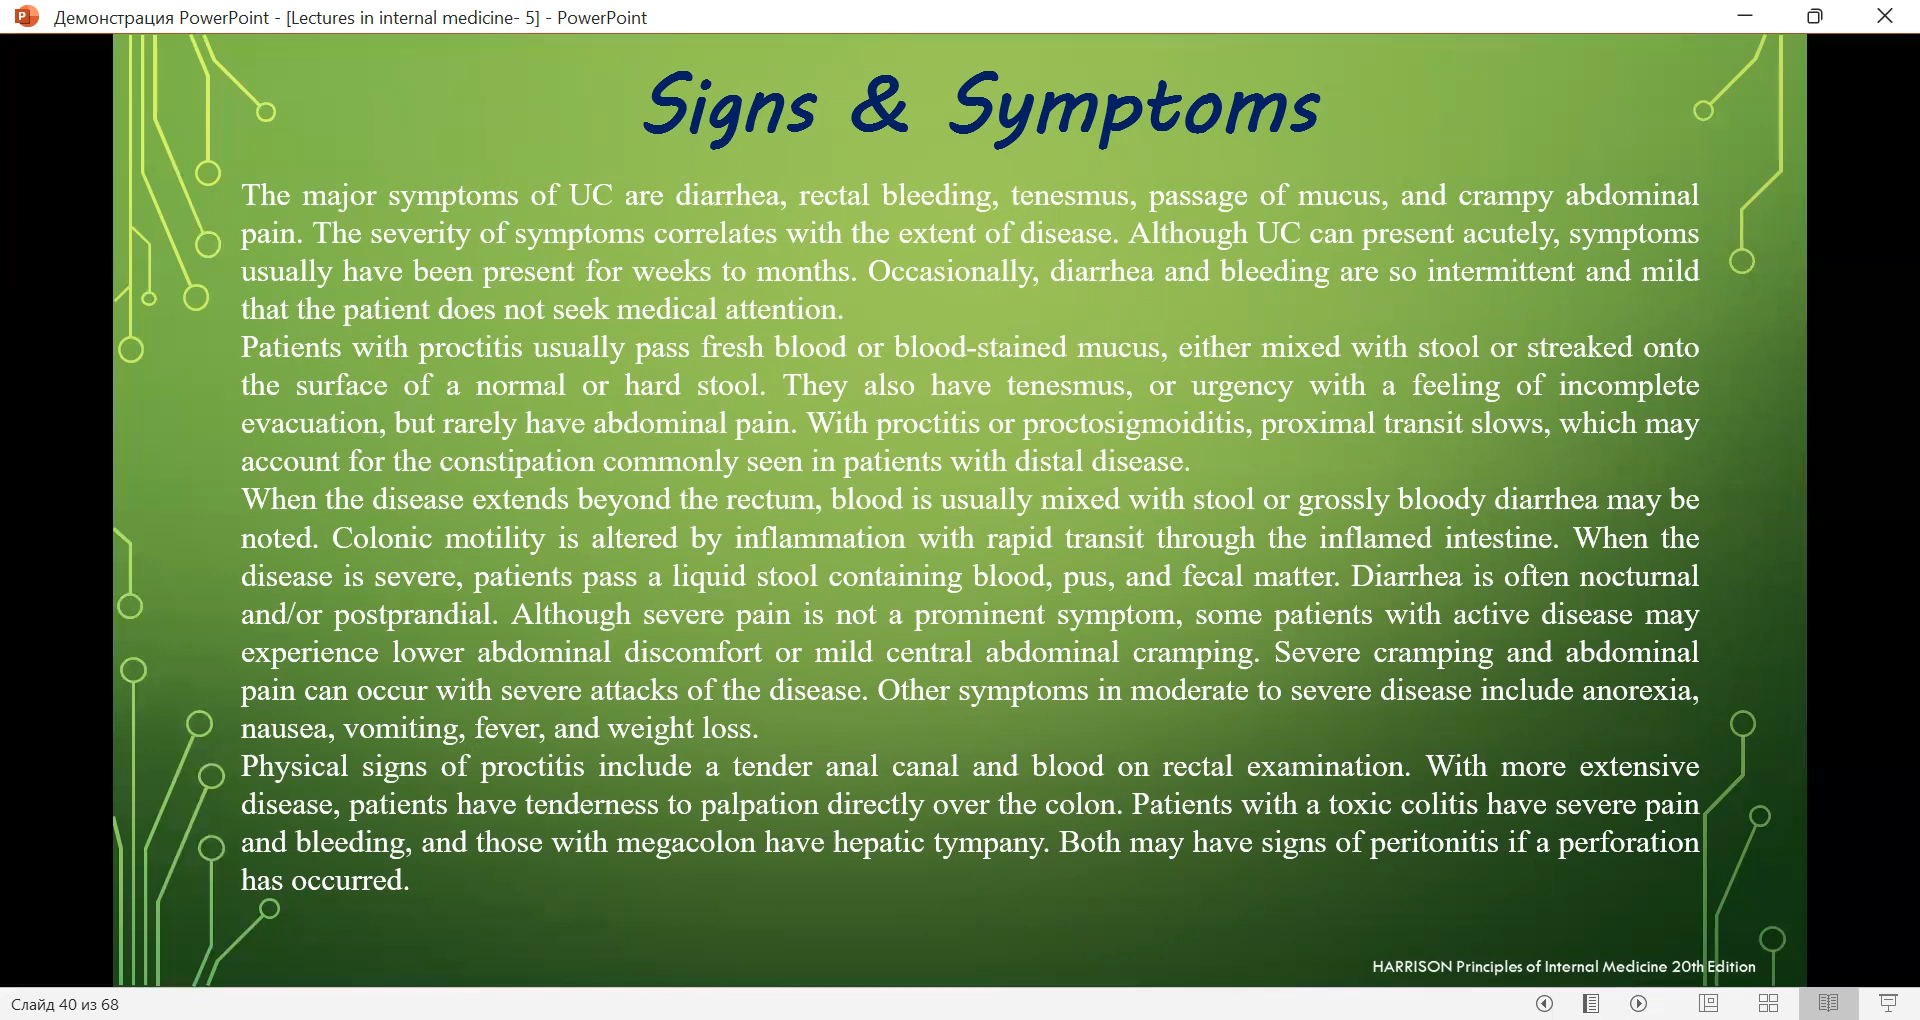 Демонстрация PowerPoint - [Lectures in internal medicine- 5] - PowerPoint
Signs & Symptoms
The major symptoms of UC are diarrhea, rectal bleeding, tenesmus, passage of mucus, and crampy abdominal
pain. The severity of symptoms correlates with the extent of disease. Although UC can present acutely, symptoms
usually have been present for weeks to months. Occasionally, diarrhea and bleeding are so intermittent and mild
that the patient does not seek medical attention.
Patients with proctitis usually pass fresh blood or blood-stained mucus, either mixed with stool or streaked onto
the surface of a normal or hard stool. They also have tenesmus, or urgency with a feeling of incomplete
evacuation, but rarely have abdominal pain. With proctitis or proctosigmoiditis, proximal transit slows, which may
account for the constipation commonly seen in patients with distal disease.
When the disease extends beyond the rectum, blood is usually mixed with stool or grossly bloody diarrhea may be
noted. Colonic motility is altered by inflammation with rapid transit through the inflamed intestine. When the
disease is severe, patients pass a liquid stool containing blood, pus, and fecal matter. Diarrhea is often nocturnal
and/or postprandial. Although severe pain is not a prominent symptom, some patients with active disease may
experience lower abdominal discomfort or mild central abdominal cramping. Severe cramping and abdominal
pain can occur with severe attacks of the disease. Other symptoms in moderate to severe disease include anorexia,
nausea, vomiting, fever, and weight loss.
Physical signs of proctitis include a tender anal canal and blood on rectal examination. With more extensive
disease, patients have tenderness to palpation directly over the colon. Patients with a toxic colitis have severe pain
and bleeding, and those with megacolon have hepatic tympany. Both may have signs of peritonitis if a perforation
has occurred.
HARRISON Principles of Internal Medicine 20th Edition
Слайд 40 из 68